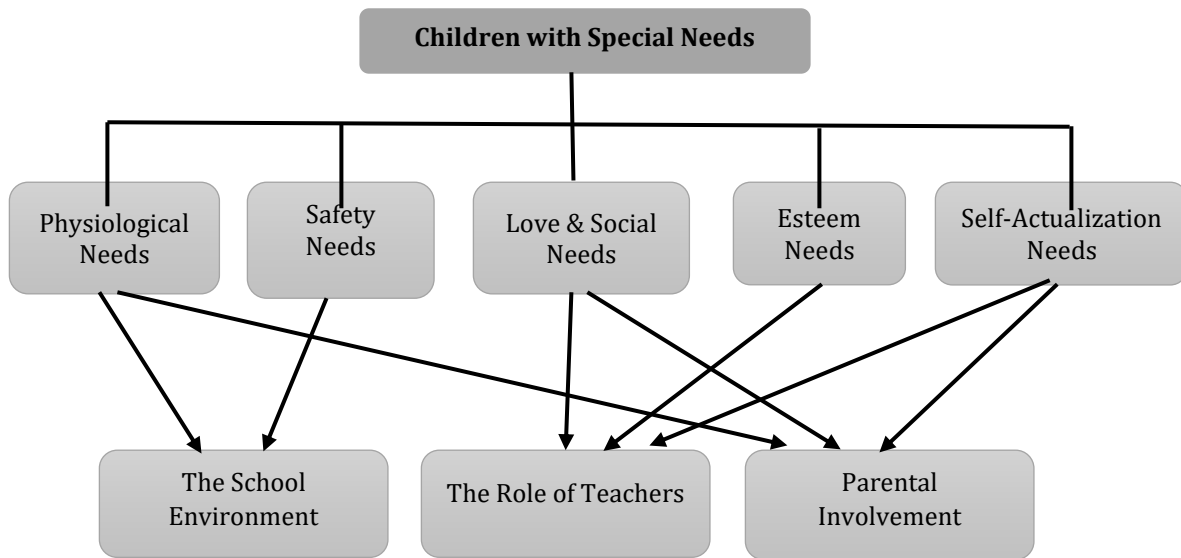 Children with Special Needs
Physiological
Needs
Safety
Needs
Love & Social
Needs
Esteem
Needs
Self-Actualization
Needs
The School
Environment
The Role of Teachers
Parental
Involvement